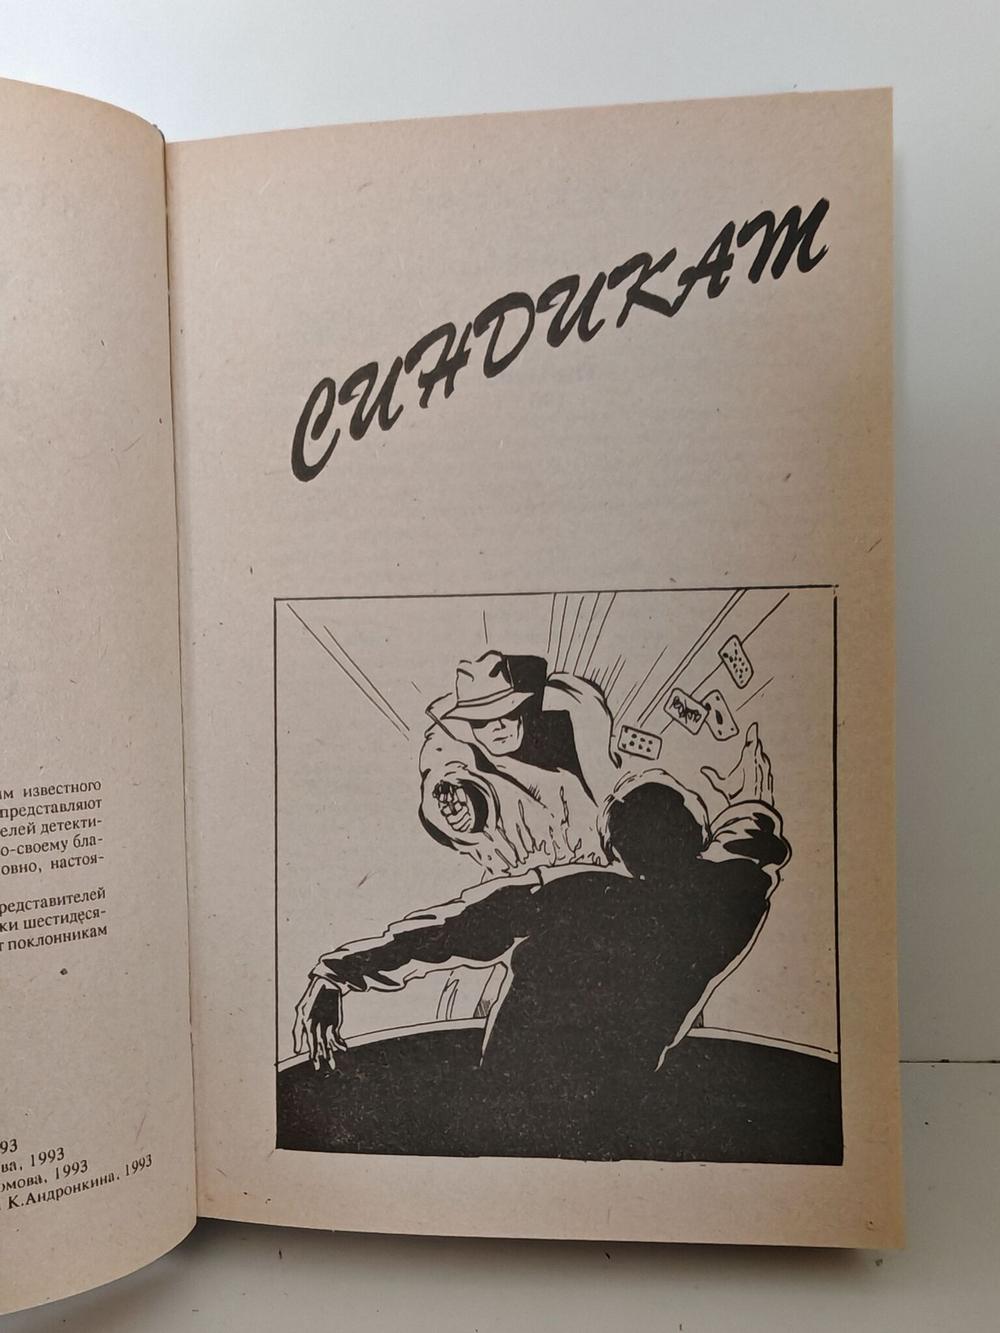 им известного
представляют
елей детекти-
о-своему бла-
овно, настоя-
редставителей
ки шестидеся-
т поклонникам
93
ва, 1993
омова, 1993
К.Андронкина, 1993
СИНДИКАТ